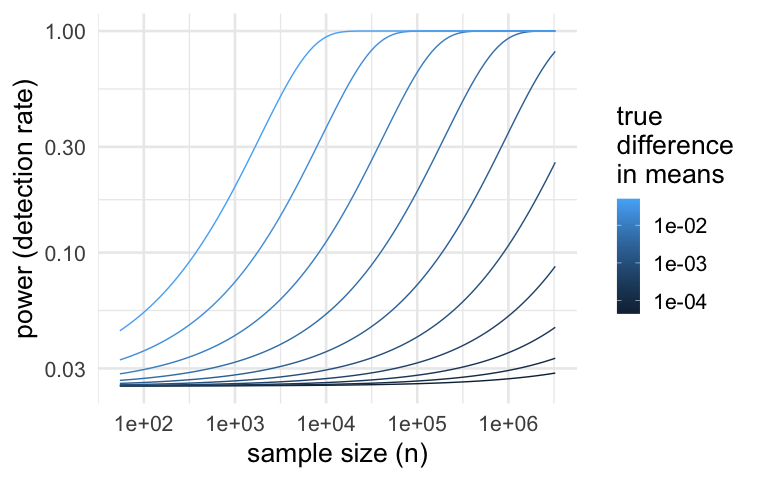 1.00
0.30
0.10
0.03
power (detection rate)
1e+02 1e+03 1e+04 1e+05 1e+06
sample size (n)
true
difference
in means
1e-02
1e-03
1e-04